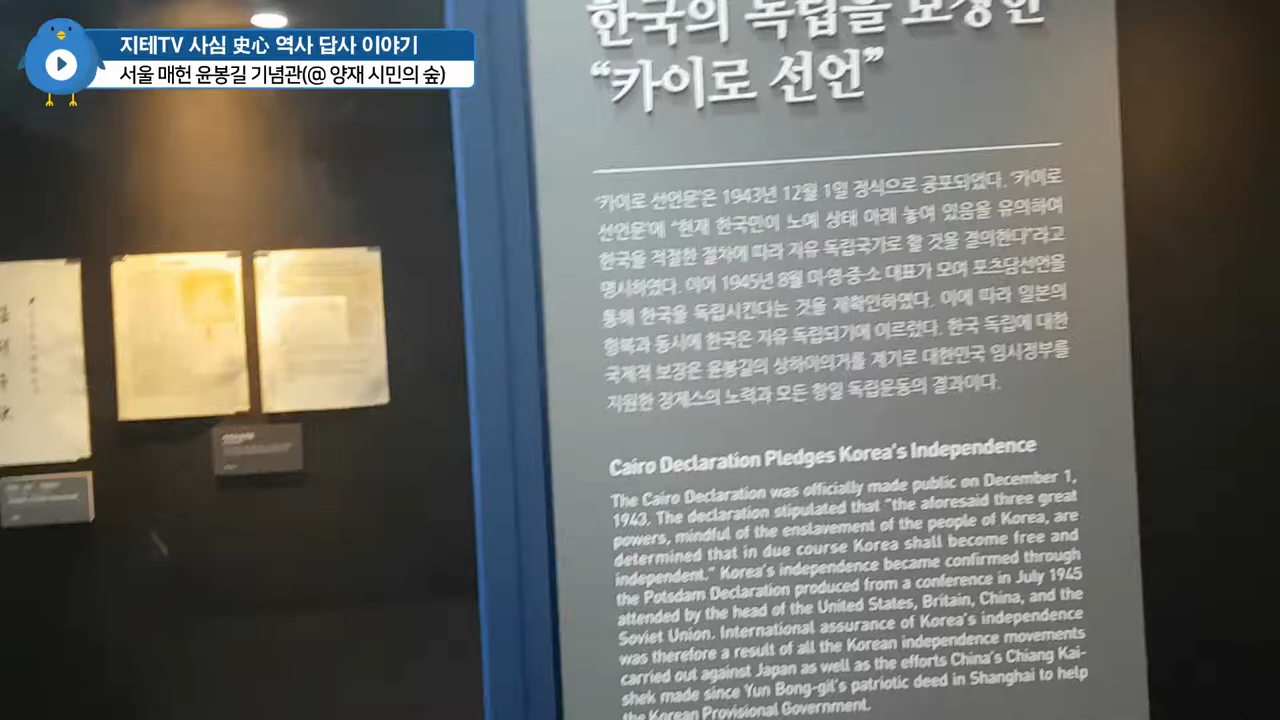 지테TV 사심 史心 역사 답사 이야기
서울 매헌 윤봉길 기념관(@ 양재 시민의 숲)
한국의 독립을 보장한
“카이로 선언”
‘카이로 선언문’은 1943년 12월 1일 정식으로 공포되었다. ‘카이로
선언문’에 “현재 한국민이 노예 상태 아래 놓여 있음을 유의하여
한국을 적절한 절차에 따라 자유 독립국가로 할 것을 결의한다”라고
명시하였다. 이어 1945년 8월 미·영·중·소 대표가 모여 포츠담선언을
통해 한국을 독립시킨다는 것을 재확인하였다. 이에 따라 일본의
항복과 동시에 한국은 자유 독립되기에 이르렀다. 한국 독립에 대한
국제적 보장은 윤봉길의 상하이의거를 계기로 대한민국 임시정부를
지원한 장제스의 노력과 모든 항일 독립운동의 결과이다.
Cairo Declaration Pledges Korea's Independence
The Cairo Declaration was officially made public on December 1,
1943. The declaration stipulated that “the aforesaid three great
powers, mindful of the enslavement of the people of Korea, are
determined that in due course Korea shall become free and
independent.” Korea's independence became confirmed through
the Potsdam Declaration produced from a conference in July 1945
attended by the head of the United States, Britain, China, and the
Soviet Union. International assurance of Korea's independence
was therefore a result of all the Korean independence movements
carried out against Japan as well as the efforts China's Chiang Kai-
shek made since Yun Bong-gil's patriotic deed in Shanghai to help
the Korean Provisional Government.